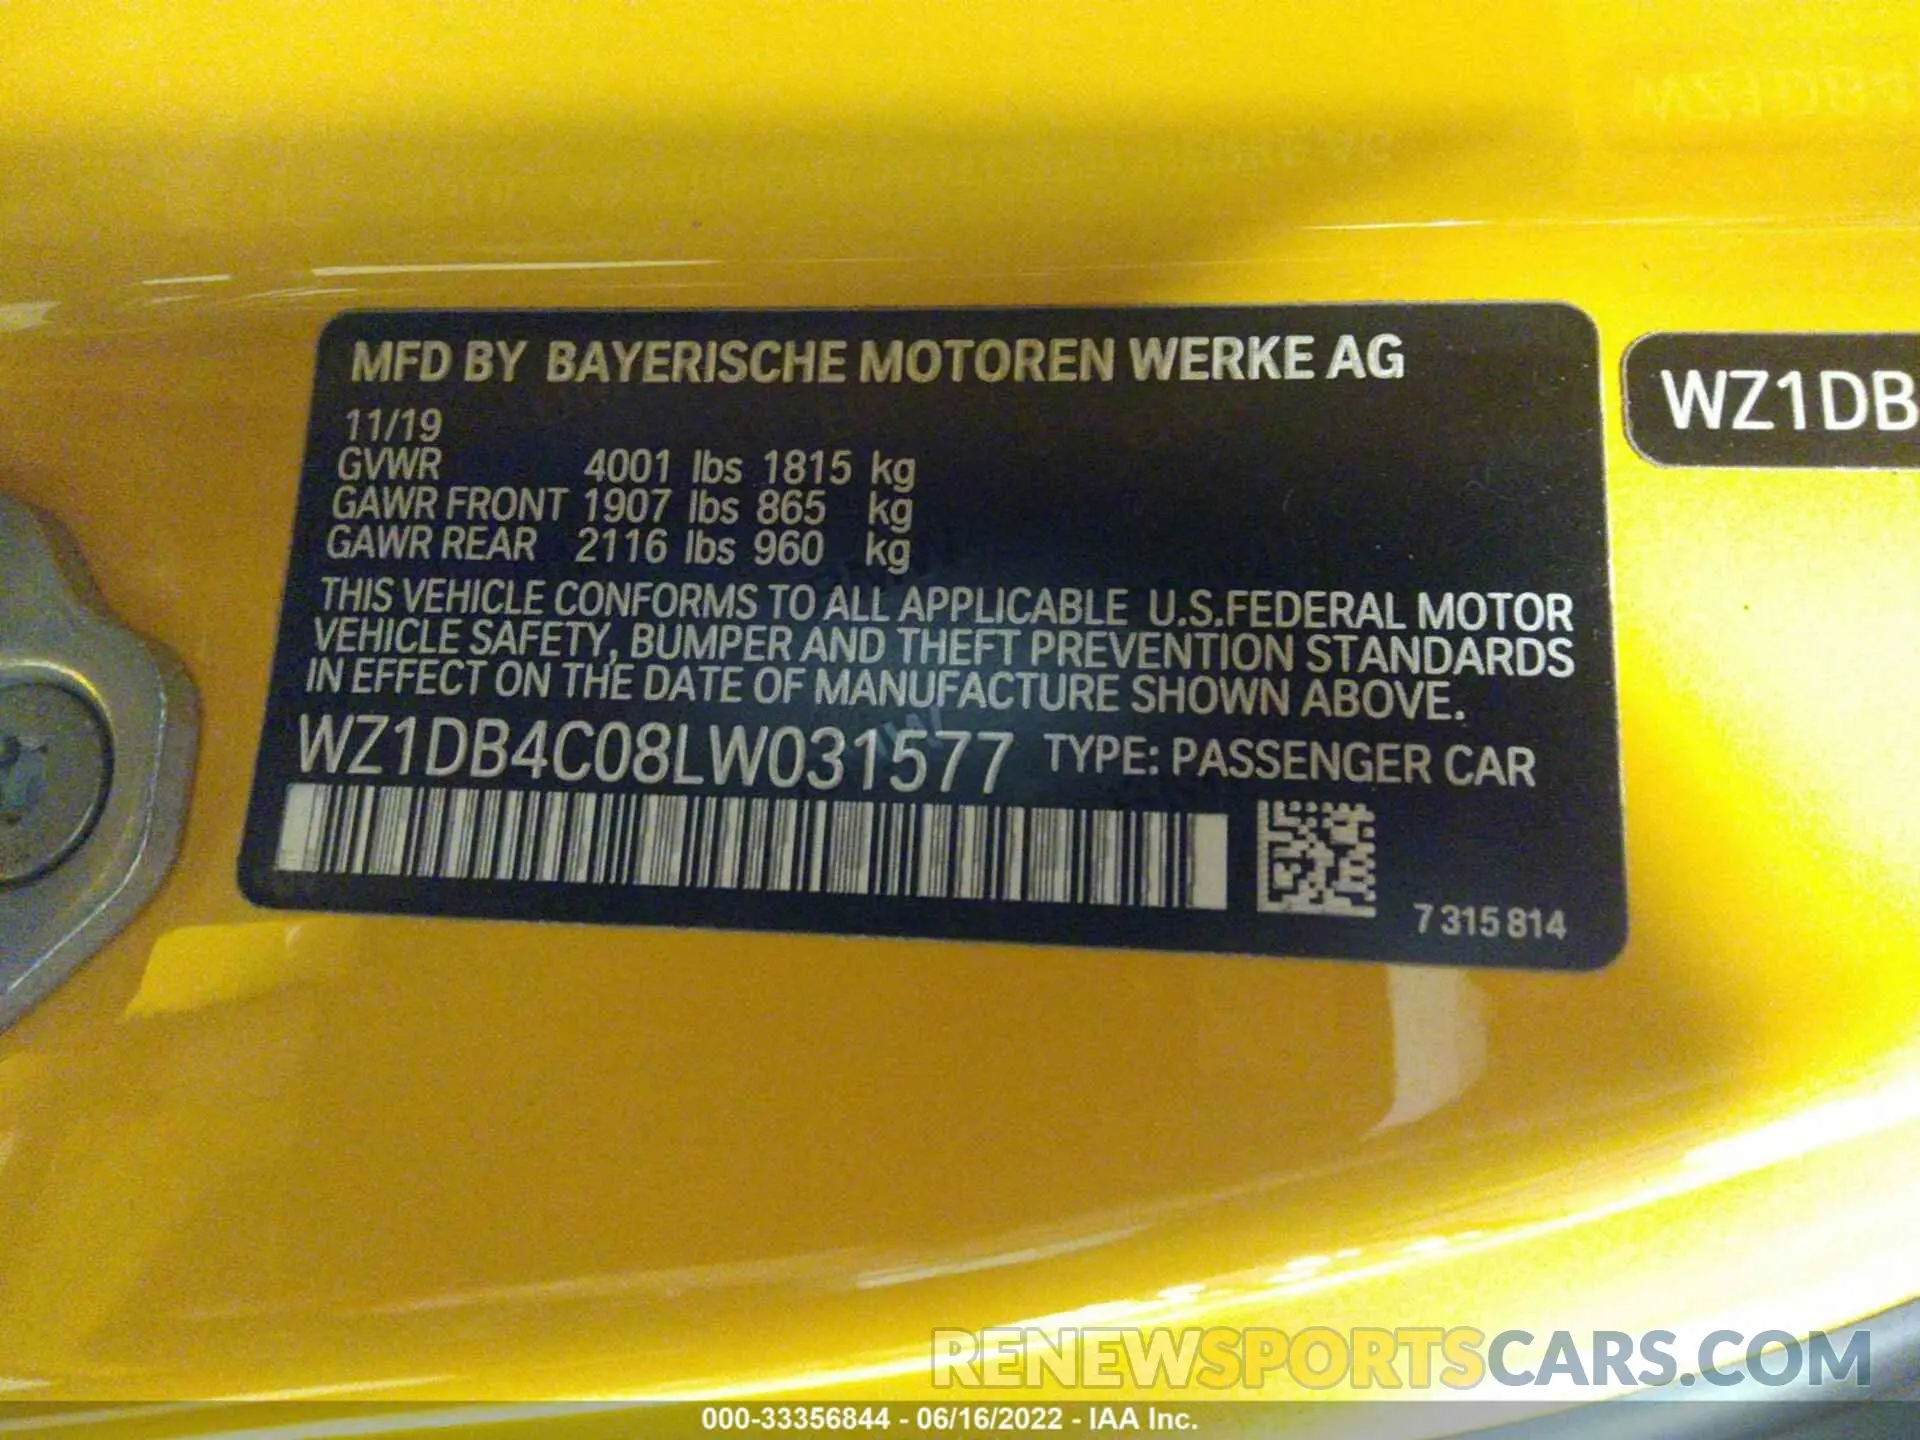 MFD BY BAYERISCHE MOTOREN WERKE AG
11/19
GVWR 4001 lbs 1815 kg
GAWR FRONT 1907 lbs 865 kg
GAWR REAR 2116 lbs 960 kg
THIS VEHICLE CONFORMS TO ALL APPLICABLE U.S.FEDERAL MOTOR
VEHICLE SAFETY, BUMPER AND THEFT PREVENTION STANDARDS
IN EFFECT ON THE DATE OF MANUFACTURE SHOWN ABOVE.
WZ1DB4C08LW031577 TYPE: PASSENGER CAR
7 315 814
WZ1DB
RENEWSPORTSCARS.COM
000-33356844 - 06/16/2022 - IAA Inc.